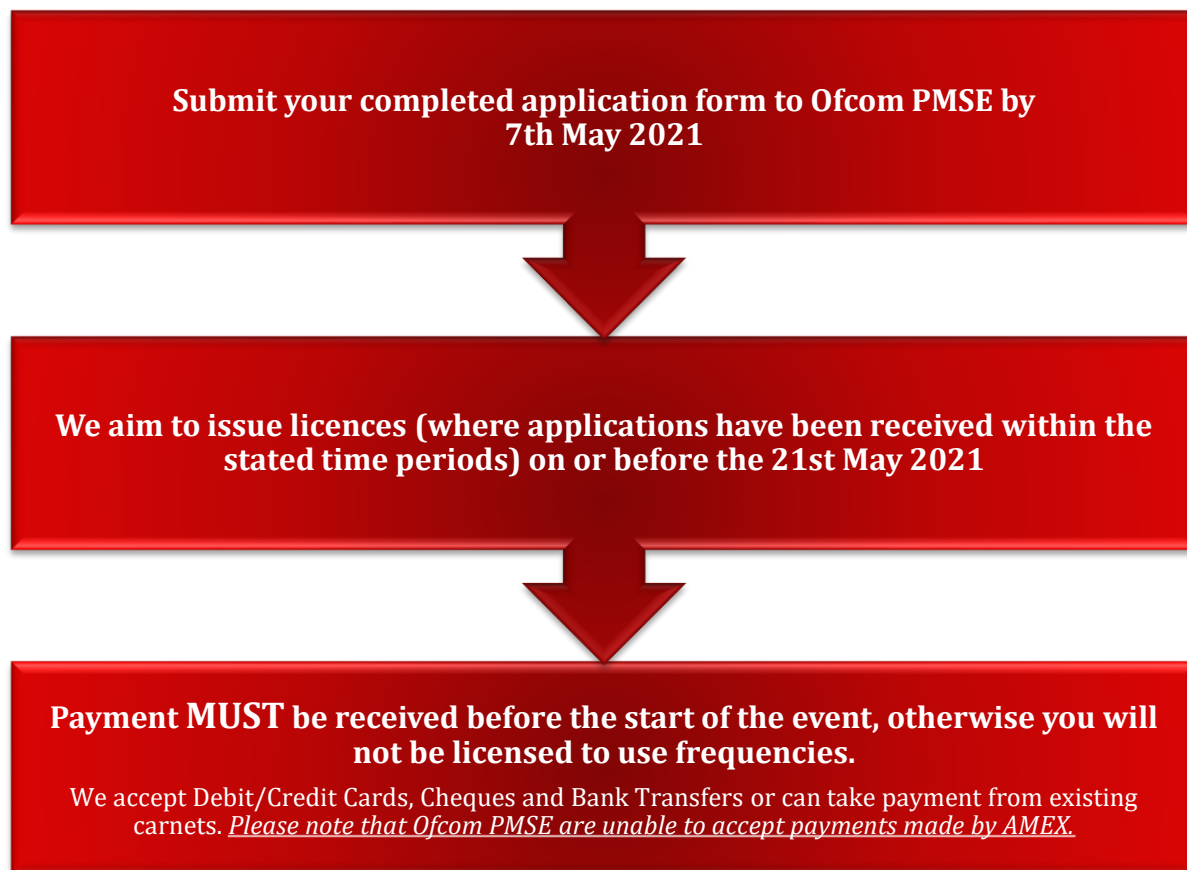 Submit your completed application form to Ofcom PMSE by
7th May 2021
We aim to issue licences (where applications have been received within the
stated time periods) on or before the 21st May 2021
Payment MUST be received before the start of the event, otherwise you will
not be licensed to use frequencies.
We accept Debit/Credit Cards, Cheques and Bank Transfers or can take payment from existing
carnets. Please note that Ofcom PMSE are unable to accept payments made by AMEX.